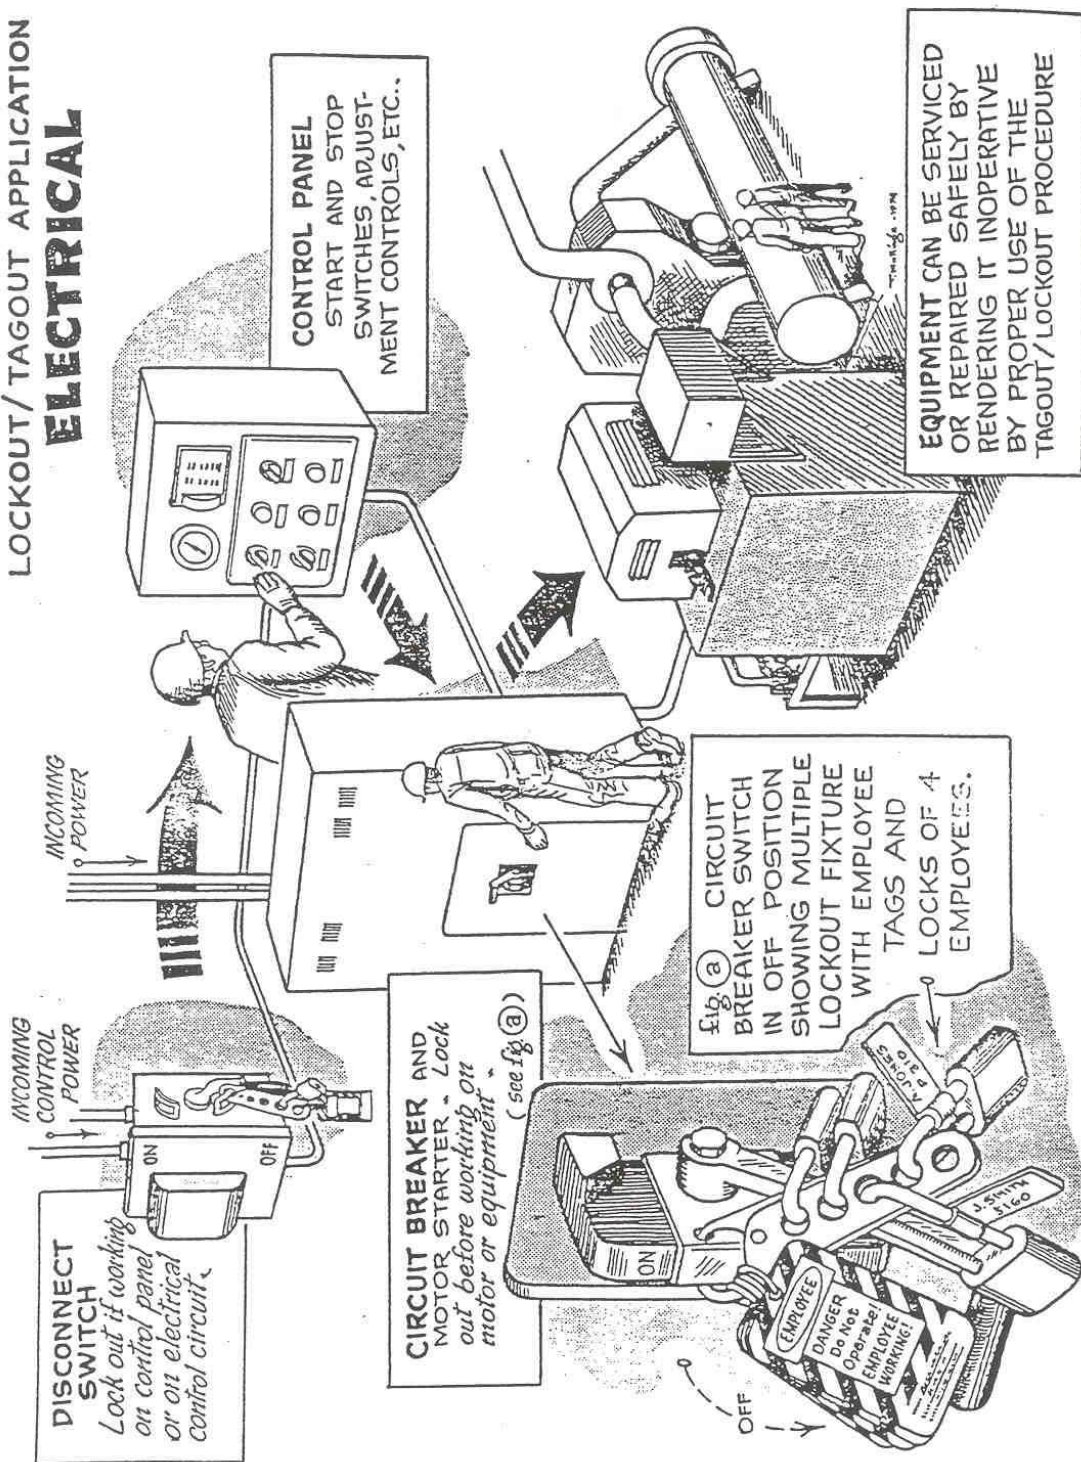 LOCKOUT/TAGOUT APPLICATION
ELECTRICAL
INCOMING
CONTROL
POWER
ON
OFF
DISCONNECT
SWITCH
Lock out if working
on control panel
or on electrical
control circuit.
INCOMING
POWER
CONTROL PANEL
START AND STOP
SWITCHES, ADJUST-
MENT CONTROLS, ETC..
CIRCUIT BREAKER AND
MOTOR STARTER - Lock
out before working on
motor or equipment -
(see fig (a))
fig. (a) CIRCUIT
BREAKER SWITCH
IN OFF POSITION
SHOWING MULTIPLE
LOCKOUT FIXTURE
WITH EMPLOYEE
TAGS AND
LOCKS OF 4
EMPLOYEES.
ON
OFF
EMPLOYEE
DANGER
Do Not
Operate!
EMPLOYEE
WORKING!
J. SMITH
5160
A. JONES
EQUIPMENT CAN BE SERVICED
OR REPAIRED SAFELY BY
RENDERING IT INOPERATIVE
BY PROPER USE OF THE
TAGOUT/LOCKOUT PROCEDURE